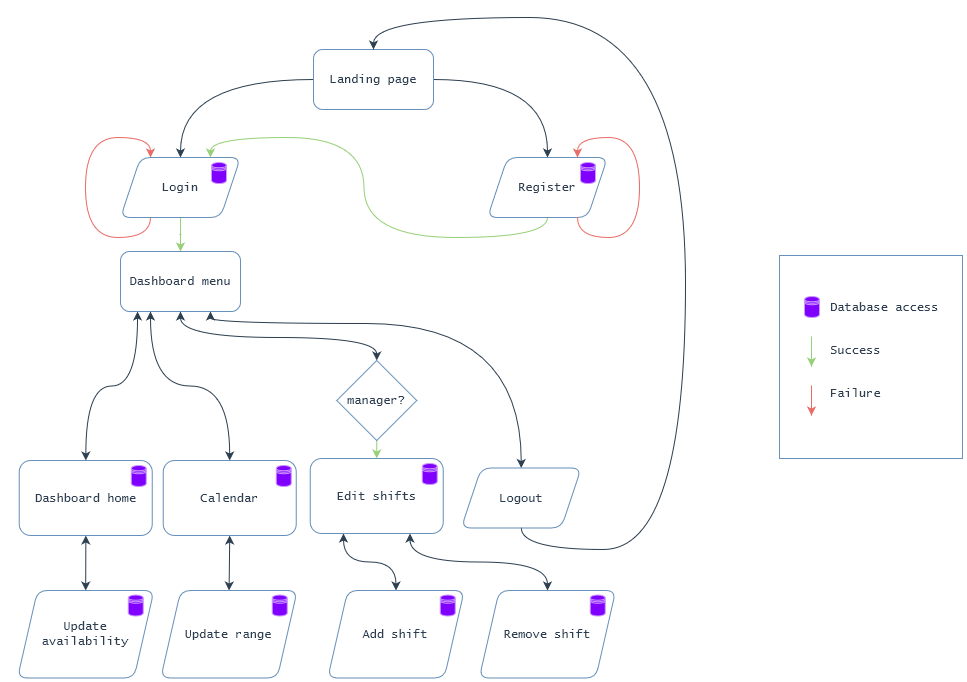 Landing page
Login
Register
Dashboard menu
Database access
Success
Failure
manager?
Dashboard home
Calendar
Edit shifts
Logout
Update
availability
Update range
Add shift
Remove shift